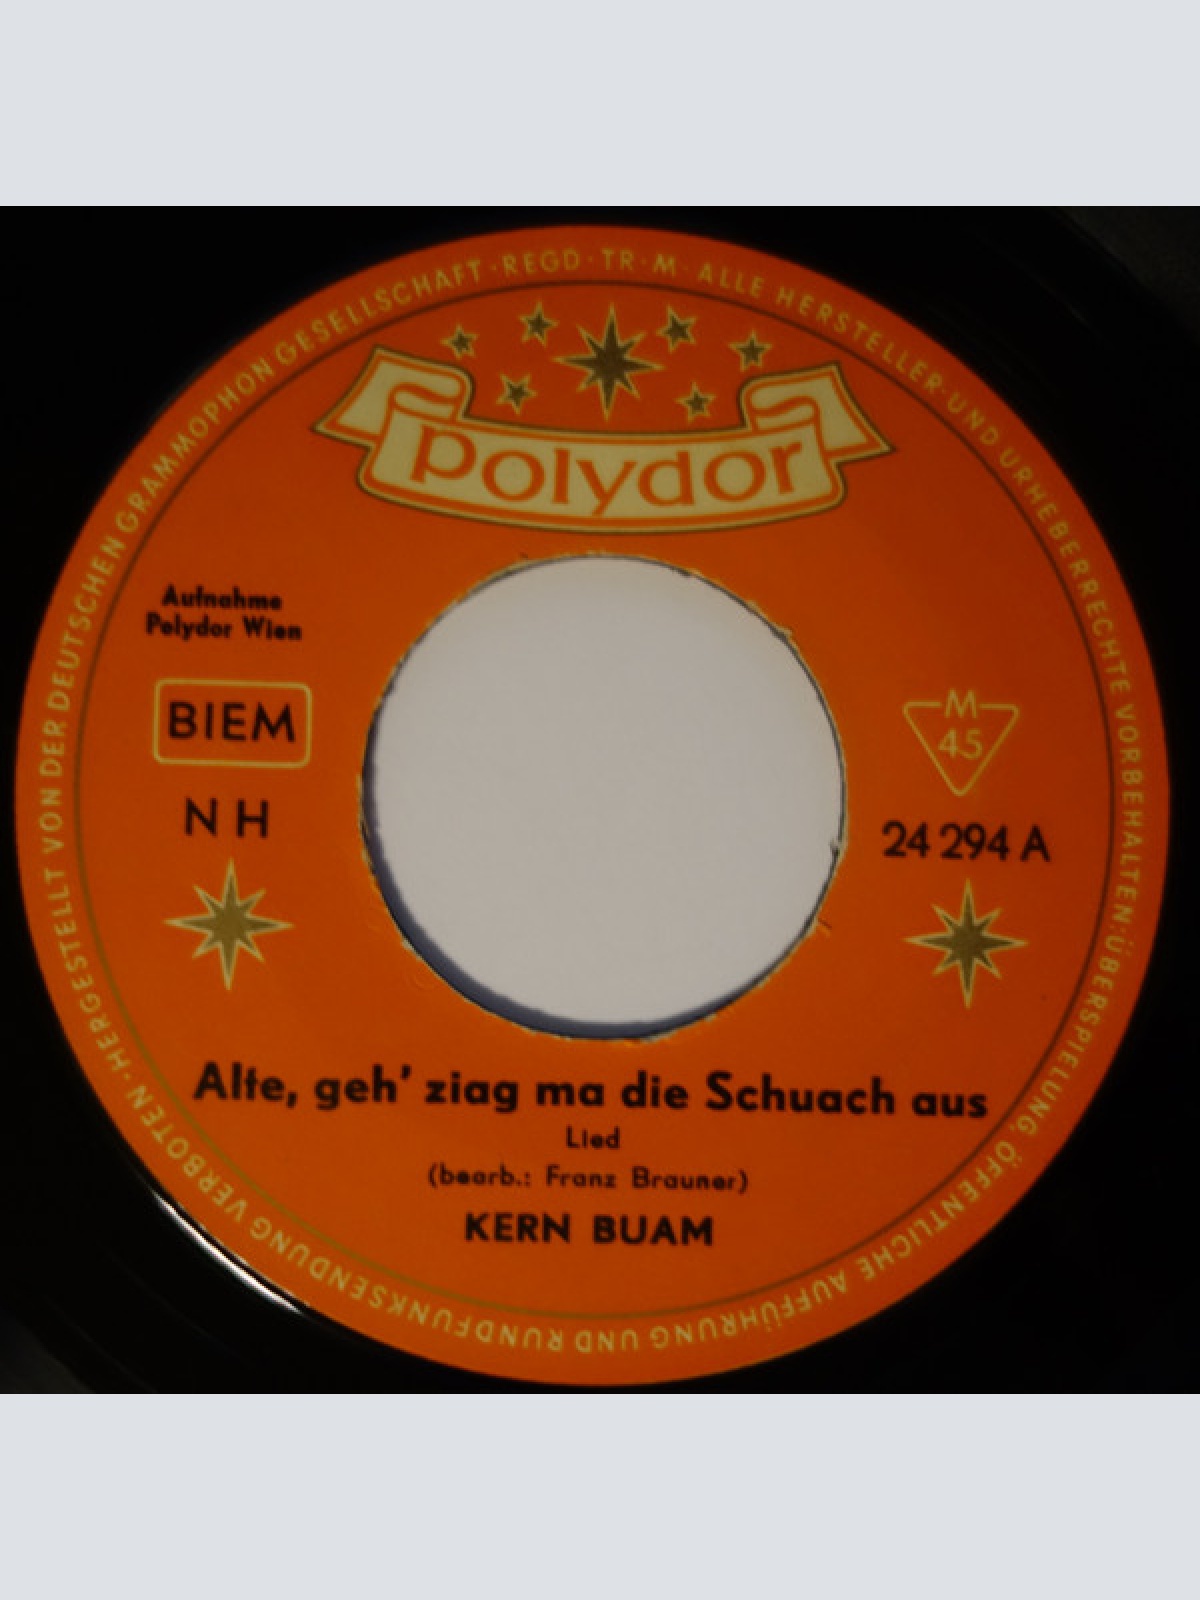 HERGESTELLT VON DER DEUTSCHEN GRAMMOPHON GESELLSCHAFT · REGD · TR · M · ALLE HERSTELLER- UND URHEBERRECHTE VORBEHALTEN · ÜBERSPIELUNG, ÖFFENTLICHE AUFFÜHRUNG UND RUNDFUNKSENDUNG VERBOTEN ·
polydor
Aufnahme
Polydor Wien
BIEM
N H
M
45
24 294 A
Alte, geh' ziag ma die Schuach aus
Lied
(bearb.: Franz Brauner)
KERN BUAM